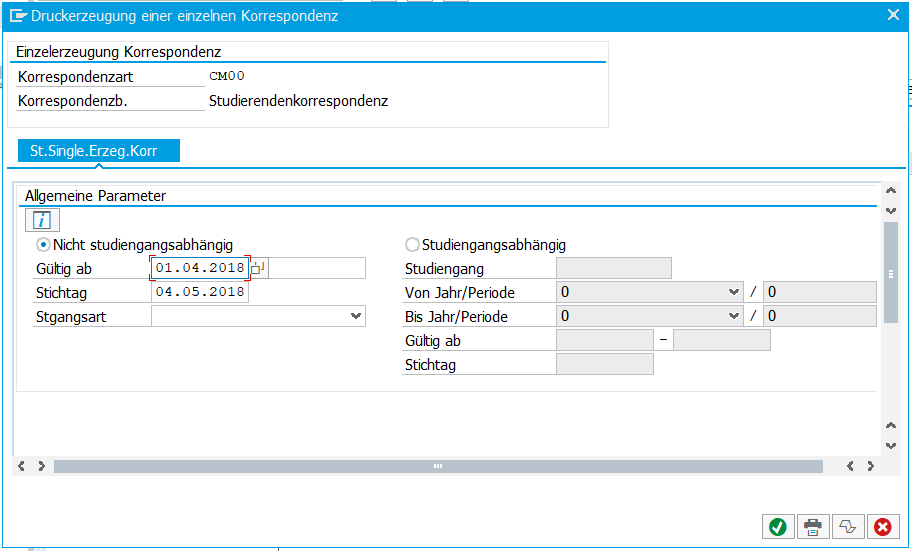 Druckerzeugung einer einzelnen Korrespondenz
Einzelerzeugung Korrespondenz
Korrespondenzart CM00
Korrespondenzb. Studierendenkorrespondenz
St.Single.Erzeg.Korr
Allgemeine Parameter
Nicht studiengangsabhängig Studiengangsabhängig
Gültig ab 01.04.2018 Studiengang
Stichtag 04.05.2018 Von Jahr/Periode 0 / 0
Stgangsart Bis Jahr/Periode 0 / 0
Gültig ab –
Stichtag